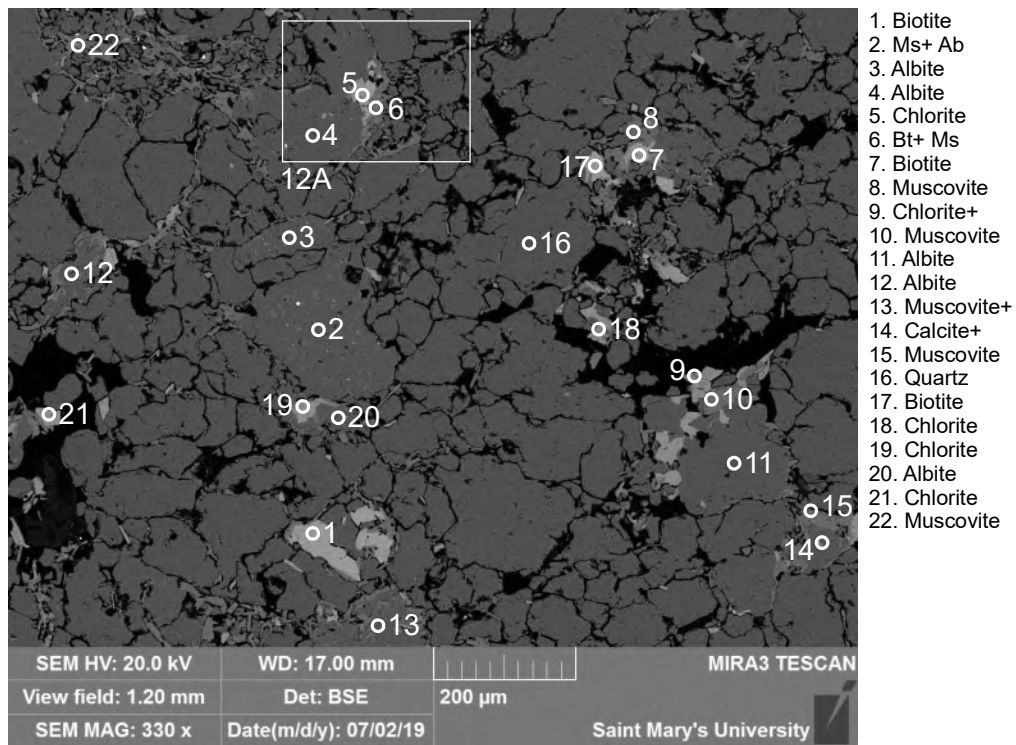 22
5
6
4
12A
8
7
17
3
16
12
2
18
9
10
19
20
21
11
15
1
14
13
SEM HV: 20.0 kV
WD: 17.00 mm
MIRA3 TESCAN
View field: 1.20 mm
Det: BSE
200 µm
SEM MAG: 330 x
Date(m/d/y): 07/02/19
Saint Mary's University
1. Biotite
2. Ms+ Ab
3. Albite
4. Albite
5. Chlorite
6. Bt+ Ms
7. Biotite
8. Muscovite
9. Chlorite+
10. Muscovite
11. Albite
12. Albite
13. Muscovite+
14. Calcite+
15. Muscovite
16. Quartz
17. Biotite
18. Chlorite
19. Chlorite
20. Albite
21. Chlorite
22. Muscovite